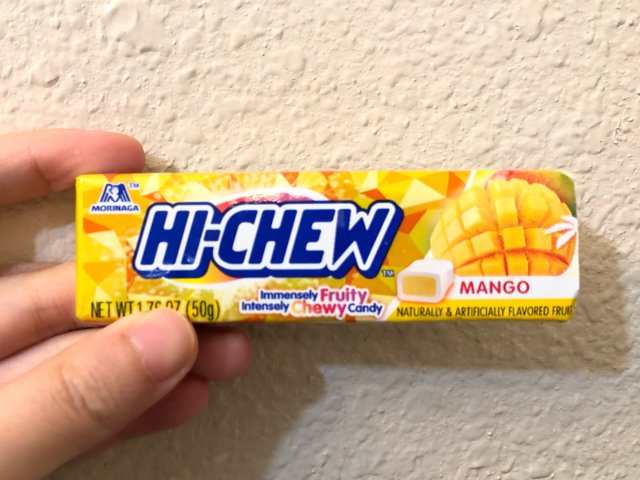 TM
MORINAGA
HI-CHEW
TM
Immensely Fruity
Intensely Chewy Candy
NET WT 1.76 OZ (50g)
MANGO
NATURALLY & ARTIFICIALLY FLAVORED